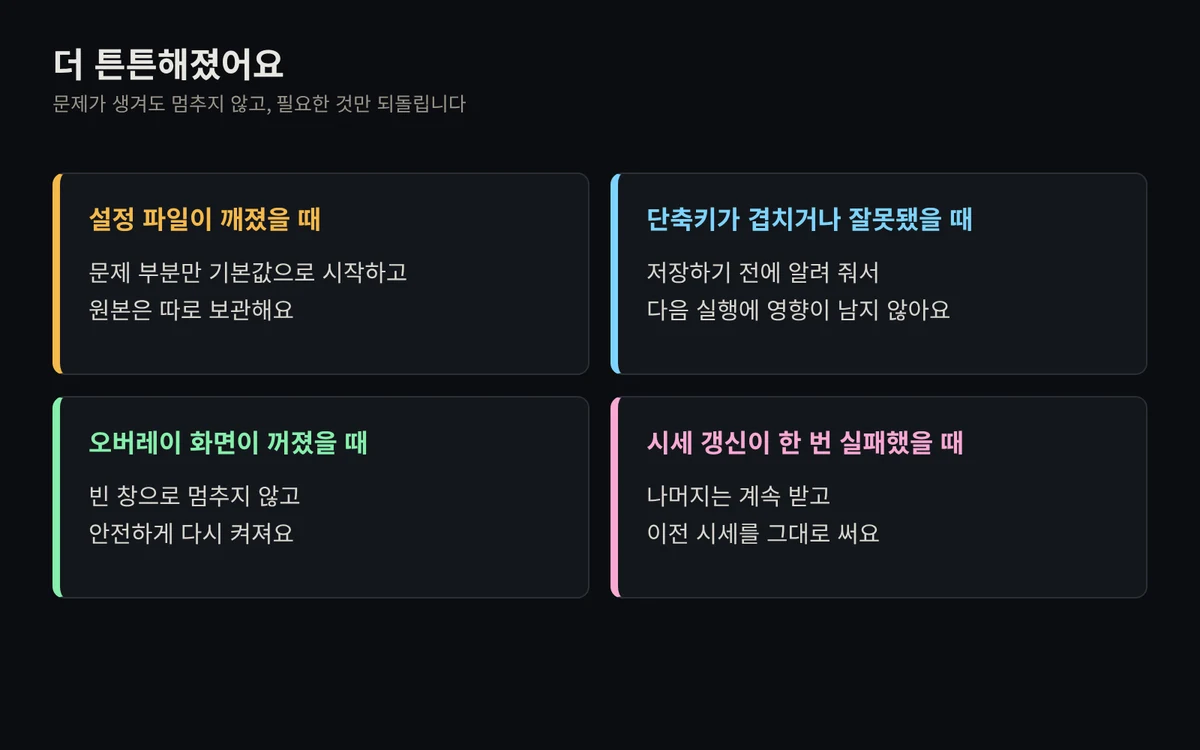 더 튼튼해졌어요
문제가 생겨도 멈추지 않고, 필요한 것만 되돌립니다
설정 파일이 깨졌을 때
문제 부분만 기본값으로 시작하고
원본은 따로 보관해요
단축키가 겹치거나 잘못됐을 때
저장하기 전에 알려 줘서
다음 실행에 영향이 남지 않아요
오버레이 화면이 꺼졌을 때
빈 창으로 멈추지 않고
안전하게 다시 켜져요
시세 갱신이 한 번 실패했을 때
나머지는 계속 받고
이전 시세를 그대로 써요